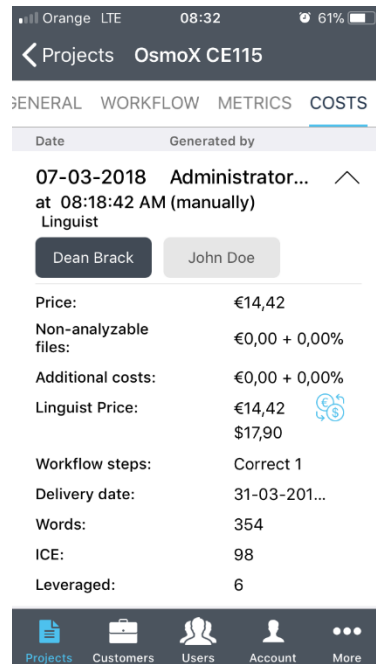 Orange LTE 08:32 61%
Projects OsmoX CE115
GENERAL WORKFLOW METRICS COSTS
Date Generated by
07-03-2018 Administrator...
at 08:18:42 AM (manually)
Linguist
Dean Brack John Doe
Price: €14,42
Non-analyzable
files: €0,00 + 0,00%
Additional costs: €0,00 + 0,00%
Linguist Price: €14,42
$17,90
Workflow steps: Correct 1
Delivery date: 31-03-201...
Words: 354
ICE: 98
Leveraged: 6
Projects Customers Users Account More